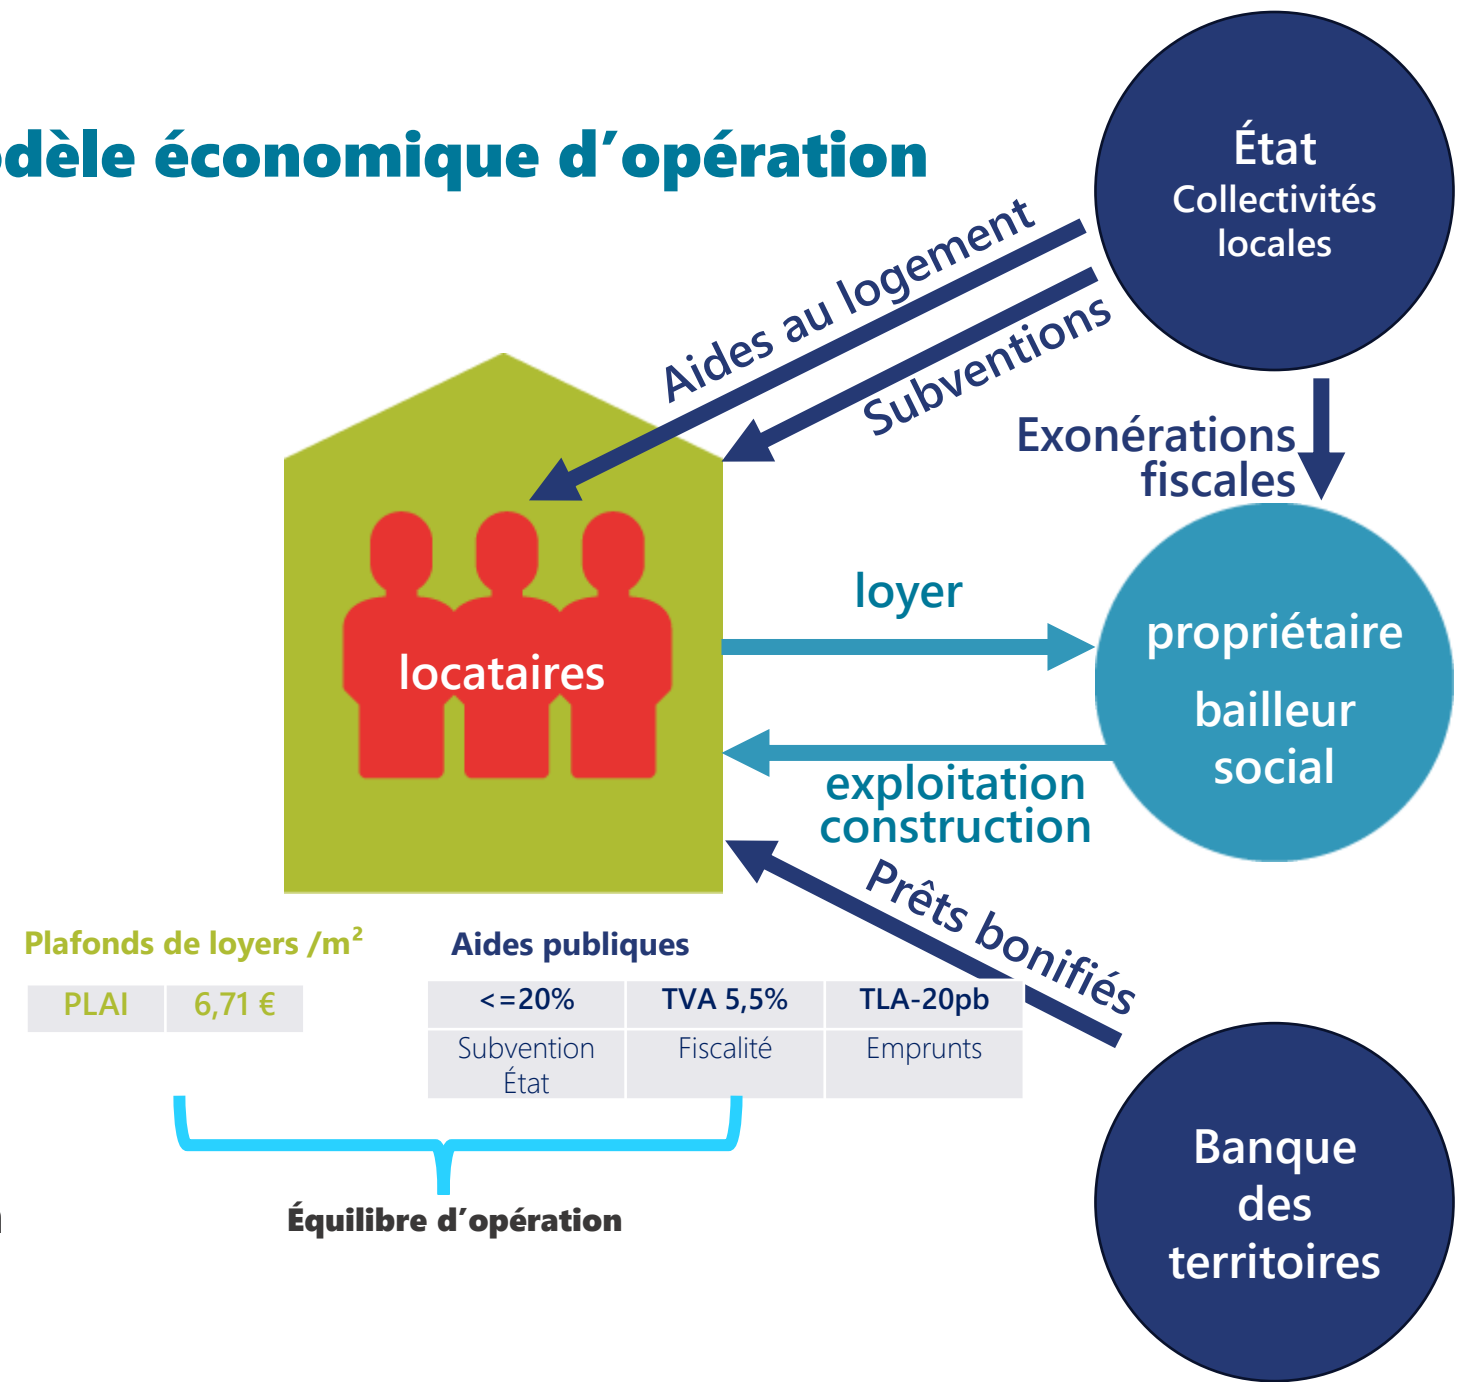 odèle économique d’opération
État
Collectivités
locales
Aides au logement
Subventions
Exonérations
fiscales
loyer
propriétaire
bailleur
social
locataires
exploitation
construction
Prêts bonifiés
Plafonds de loyers /m²
PLAI 6,71 €
Aides publiques
<=20% TVA 5,5% TLA-20pb
Subvention Fiscalité Emprunts
État
Équilibre d’opération
Banque
des
territoires